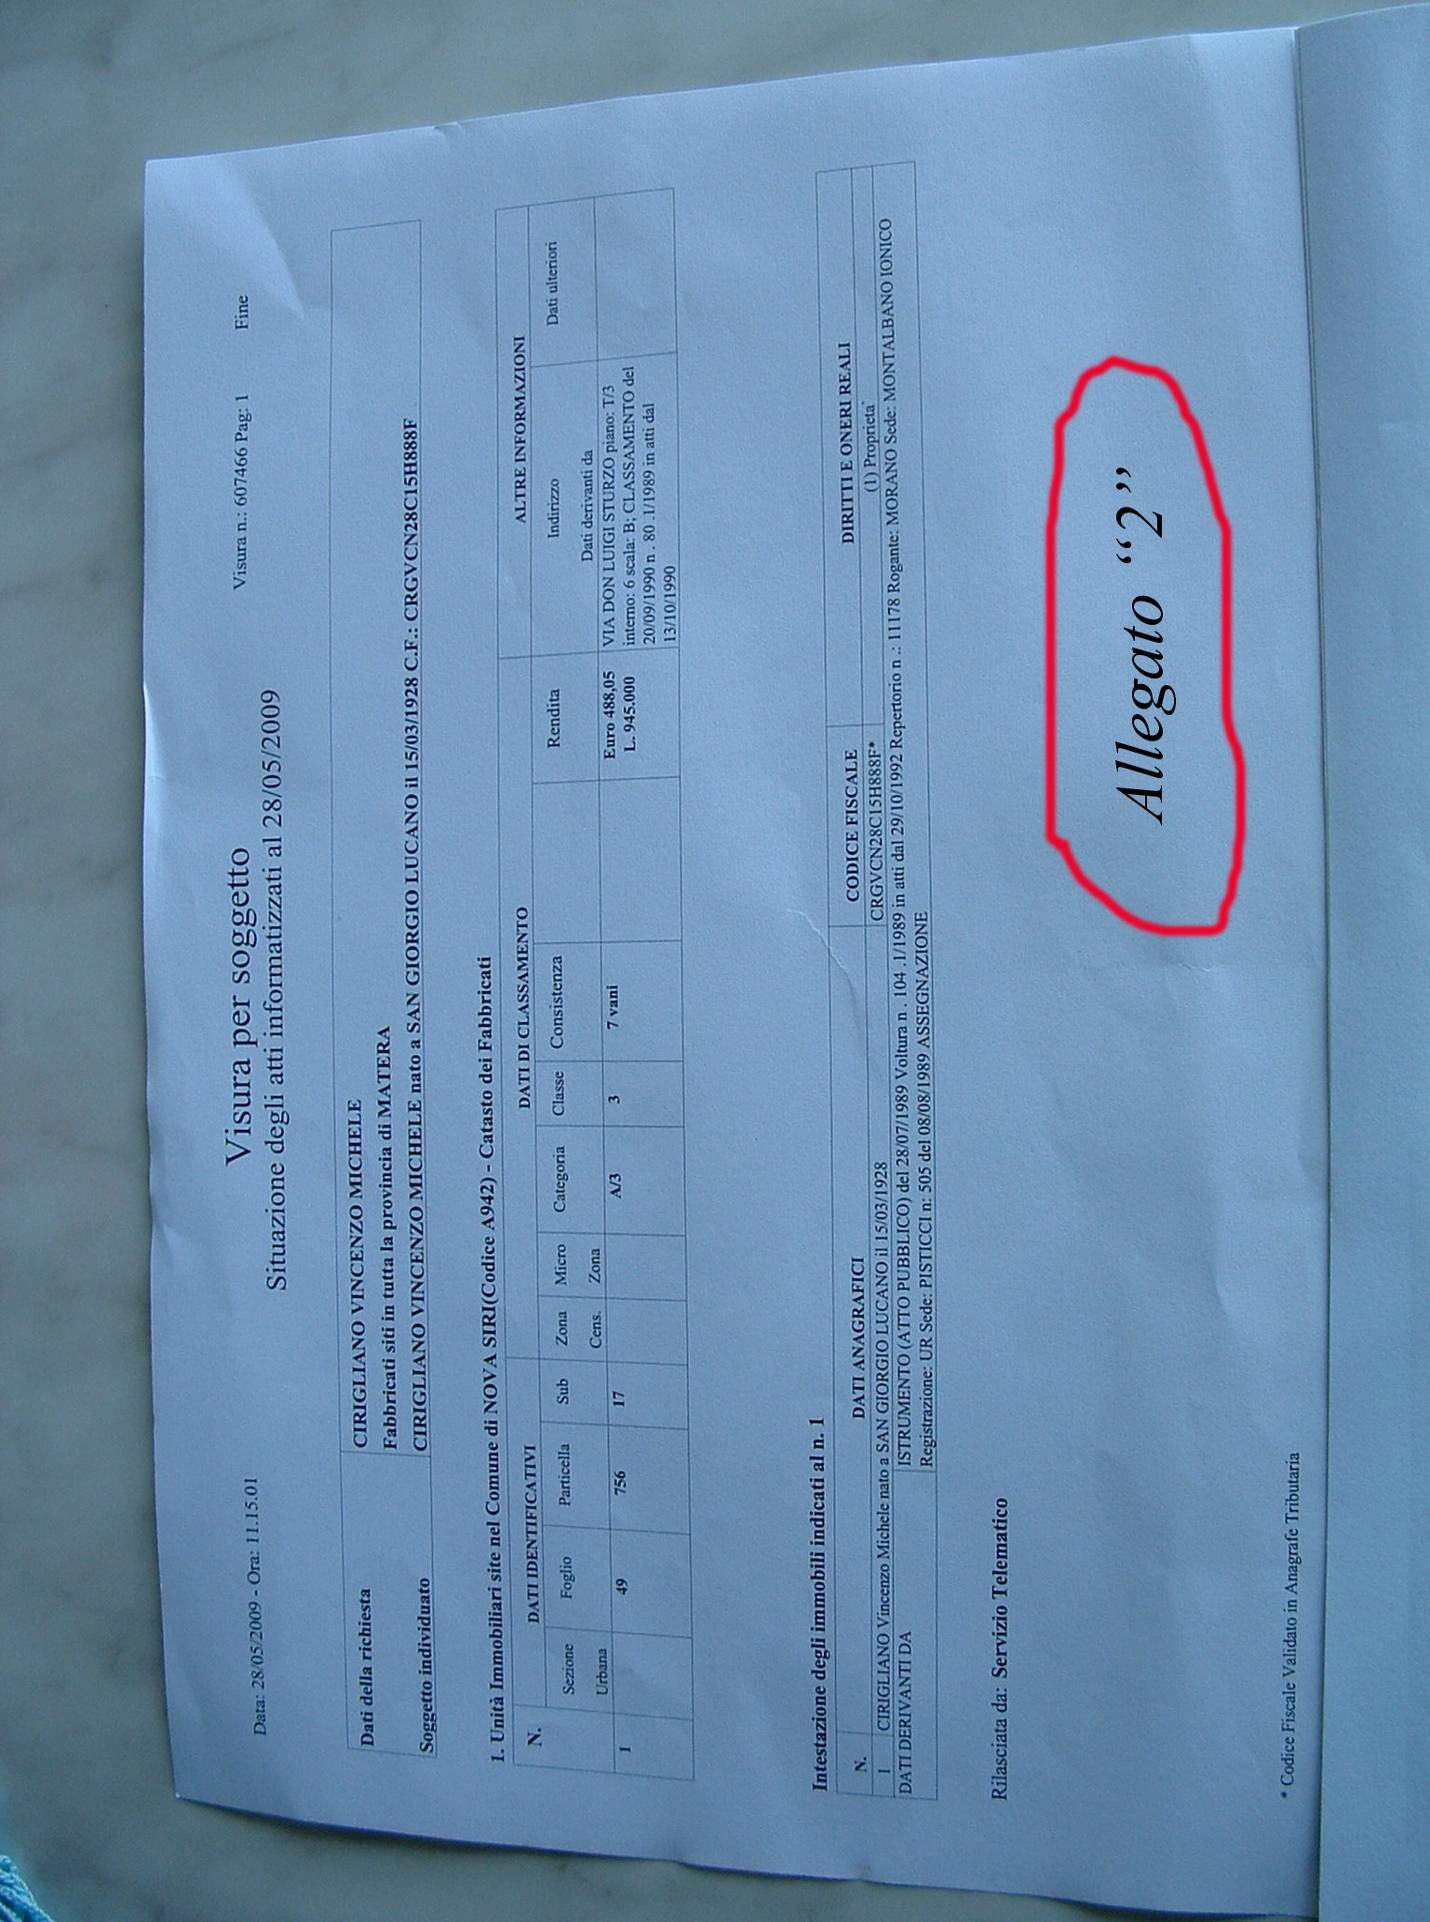 Data: 28/05/2009 - Ora: 11.15.01
Visura n.: 607466 Pag: 1
Fine
Visura per soggetto
Situazione degli atti informatizzati al 28/05/2009
Dati della richiesta
CIRIGLIANO VINCENZO MICHELE
Fabbricati siti in tutta la provincia di MATERA
Soggetto individuato
CIRIGLIANO VINCENZO MICHELE nato a SAN GIORGIO LUCANO il 15/03/1928 C.F.: CRGVCN28C15H888F
1. Unità Immobiliari site nel Comune di NOVA SIRI(Codice A942) - Catasto dei Fabbricati
N.
DATI IDENTIFICATIVI
DATI DI CLASSAMENTO
ALTRE INFORMAZIONI
Sezione
Urbana
Foglio
Particella
Sub
Zona
Cens.
Micro
Zona
Categoria
Classe
Consistenza
Rendita
Indirizzo
Dati derivanti da
Dati ulteriori
1
49
756
17
A/3
3
7 vani
Euro 488,05
L. 945.000
VIA DON LUIGI STURZO piano: T/3
interno: 6 scala: B; CLASSAMENTO del
20/09/1990 n . 80 .1/1989 in atti dal
13/10/1990
Intestazione degli immobili indicati al n. 1
N.
DATI ANAGRAFICI
CODICE FISCALE
DIRITTI E ONERI REALI
1
CIRIGLIANO Vincenzo Michele nato a SAN GIORGIO LUCANO il 15/03/1928
CRGVCN28C15H888F*
(1) Proprieta`
DATI DERIVANTI DA
ISTRUMENTO (ATTO PUBBLICO) del 28/07/1989 Voltura n . 104 .1/1989 in atti dal 29/10/1992 Repertorio n .: 11178 Rogante: MORANO Sede: MONTALBANO IONICO
Registrazione: UR Sede: PISTICCI n: 505 del 08/08/1989 ASSEGNAZIONE
Rilasciata da: Servizio Telematico
Allegato “2”
* Codice Fiscale Validato in Anagrafe Tributaria